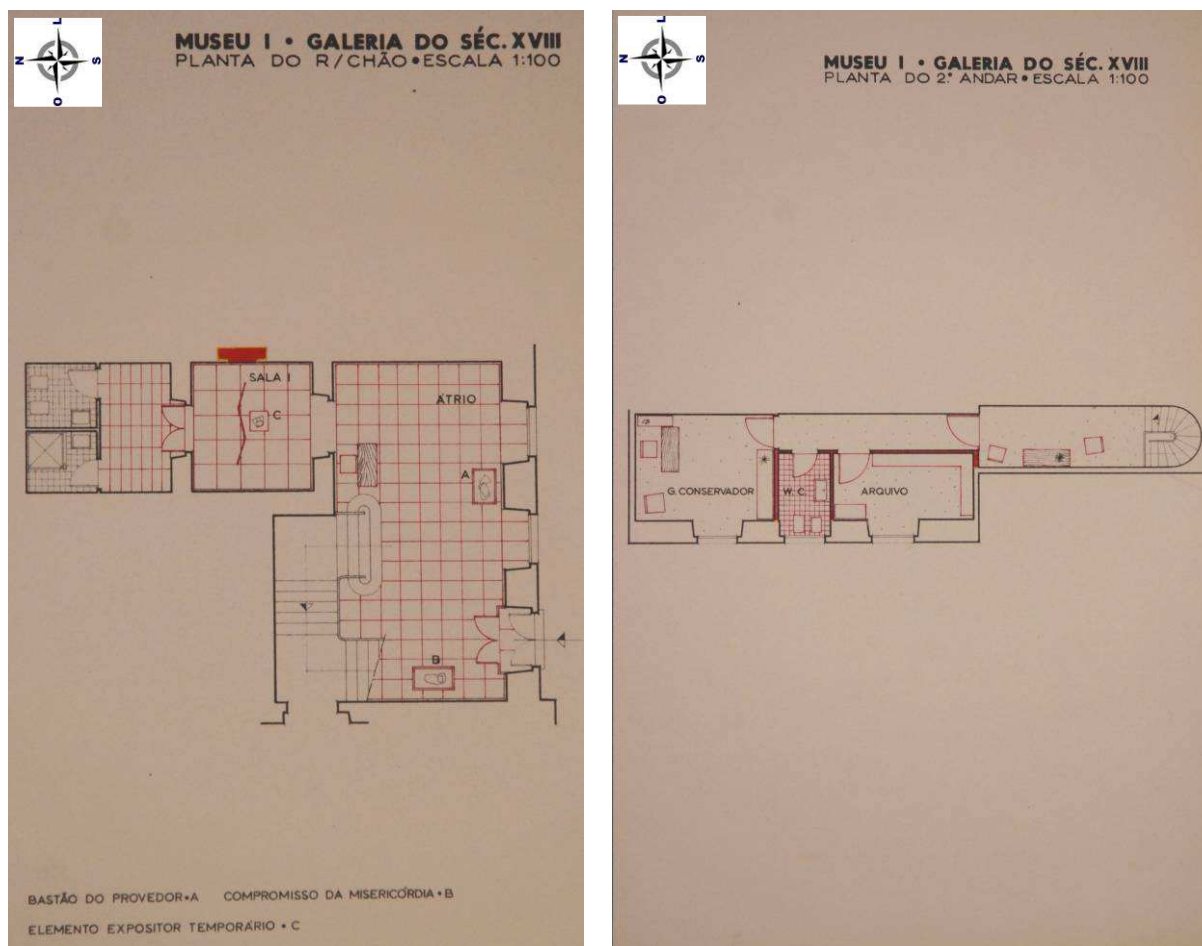 L
N
S
O
MUSEU I • GALERIA DO SÉC. XVIII
PLANTA DO R/CHÃO • ESCALA 1:100
SALA I
C
ÁTRIO
A
B
BASTÃO DO PROVEDOR • A COMPROMISSO DA MISERICÓRDIA • B
ELEMENTO EXPOSITOR TEMPORÁRIO • C
L
N
S
O
MUSEU I • GALERIA DO SÉC. XVIII
PLANTA DO 2.º ANDAR • ESCALA 1:100
G. CONSERVADOR
W. C.
ARQUIVO